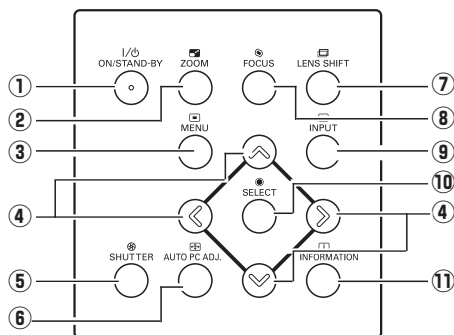 I/⏻
ON/STAND-BY ZOOM FOCUS LENS SHIFT
① ⑦
② ⑧
MENU INPUT
③ ⑨
SELECT ⑩
④ ④
SHUTTER AUTO PC ADJ. INFORMATION
⑤ ⑪
⑥